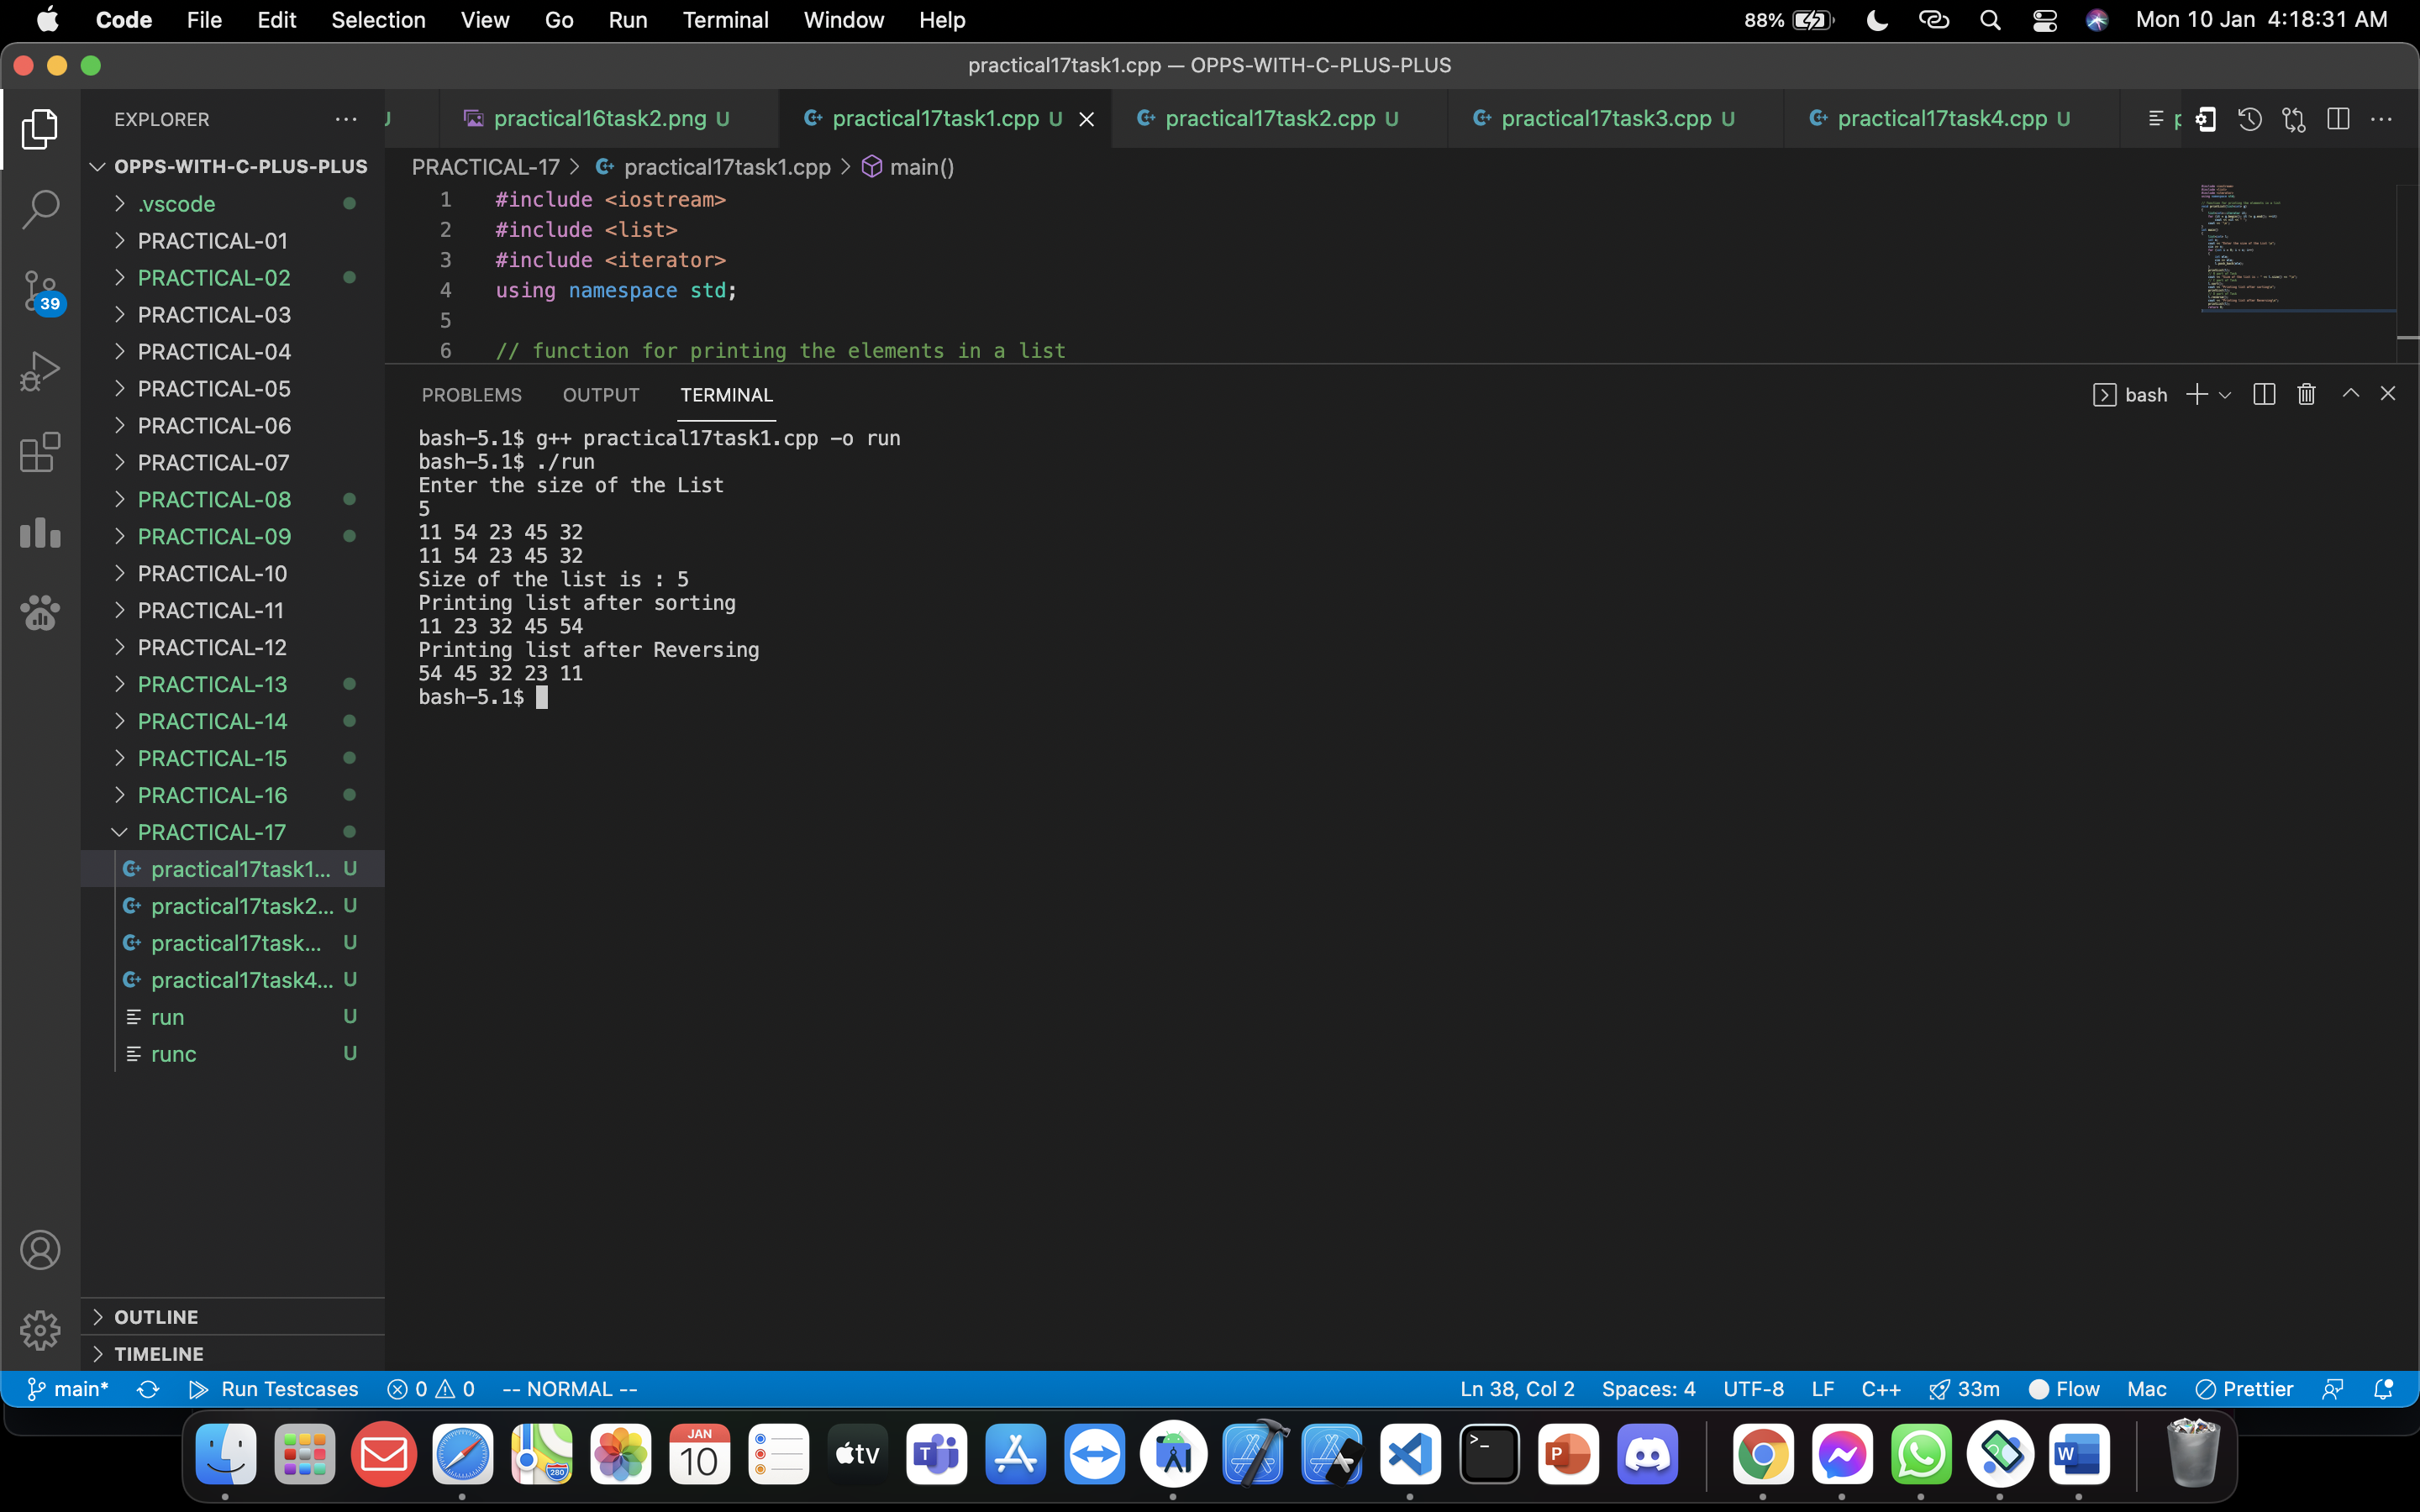 Code File Edit Selection View Go Run Terminal Window Help 88% Mon 10 Jan 4:18:31 AM
practical17task1.cpp — OPPS-WITH-C-PLUS-PLUS
EXPLORER
U practical16task2.png U practical17task1.cpp U practical17task2.cpp U practical17task3.cpp U practical17task4.cpp U
OPPS-WITH-C-PLUS-PLUS
.vscode
PRACTICAL-01
PRACTICAL-02
PRACTICAL-03
PRACTICAL-04
PRACTICAL-05
PRACTICAL-06
PRACTICAL-07
PRACTICAL-08
PRACTICAL-09
PRACTICAL-10
PRACTICAL-11
PRACTICAL-12
PRACTICAL-13
PRACTICAL-14
PRACTICAL-15
PRACTICAL-16
PRACTICAL-17
practical17task1... U
practical17task2... U
practical17task... U
practical17task4... U
run U
runc U
OUTLINE
TIMELINE
39
PRACTICAL-17 > practical17task1.cpp > main()
1 #include <iostream>
2 #include <list>
3 #include <iterator>
4 using namespace std;
5
6 // function for printing the elements in a list
PROBLEMS OUTPUT TERMINAL bash
bash-5.1$ g++ practical17task1.cpp -o run
bash-5.1$ ./run
Enter the size of the List
5
11 54 23 45 32
11 54 23 45 32
Size of the list is : 5
Printing list after sorting
11 23 32 45 54
Printing list after Reversing
54 45 32 23 11
bash-5.1$
main* Run Testcases 0 0 -- NORMAL -- Ln 38, Col 2 Spaces: 4 UTF-8 LF C++ 33m Flow Mac Prettier
JAN
10
tv
280